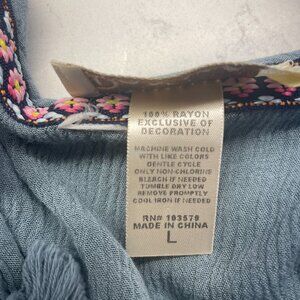 100% RAYON
EXCLUSIVE OF
DECORATION
MACHINE WASH COLD
WITH LIKE COLORS
GENTLE CYCLE
ONLY NON-CHLORINE
BLEACH IF NEEDED
TUMBLE DRY LOW
REMOVE PROMPTLY
COOL IRON IF NEEDED
RN# 103579
MADE IN CHINA
L